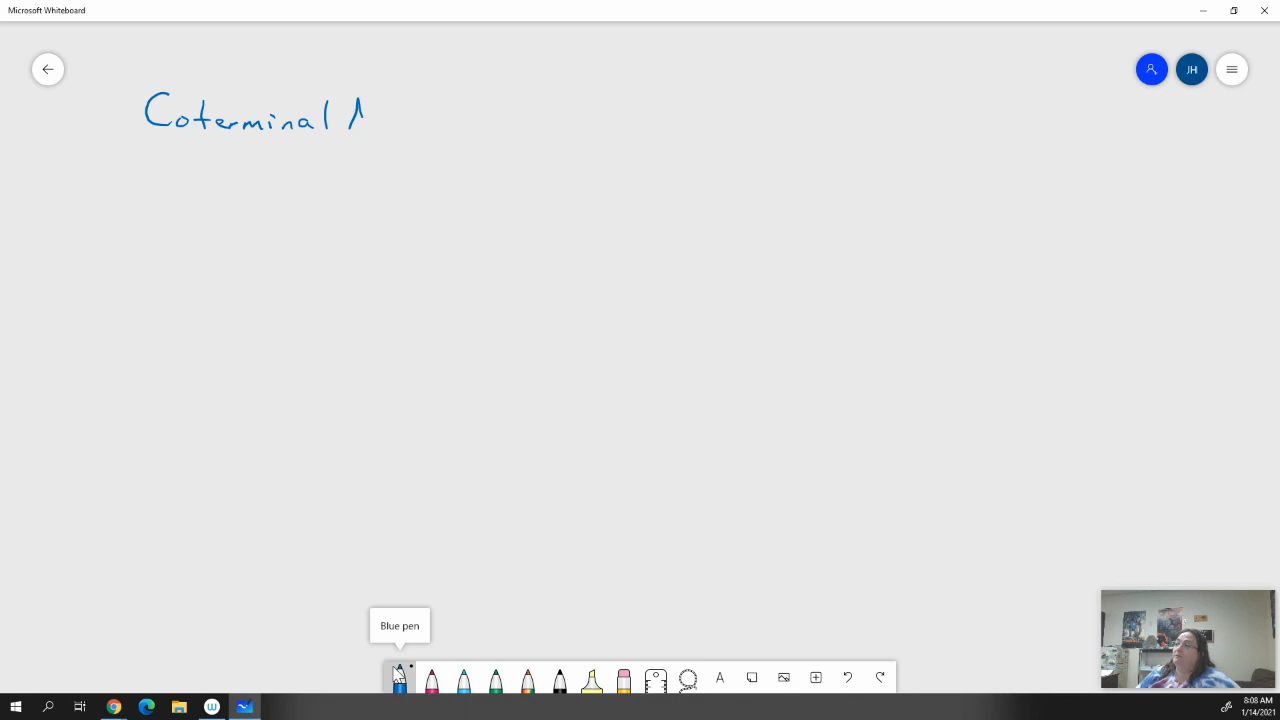 Microsoft Whiteboard
JH
Coterminal
Blue pen
A
8:08 AM
1/14/2021